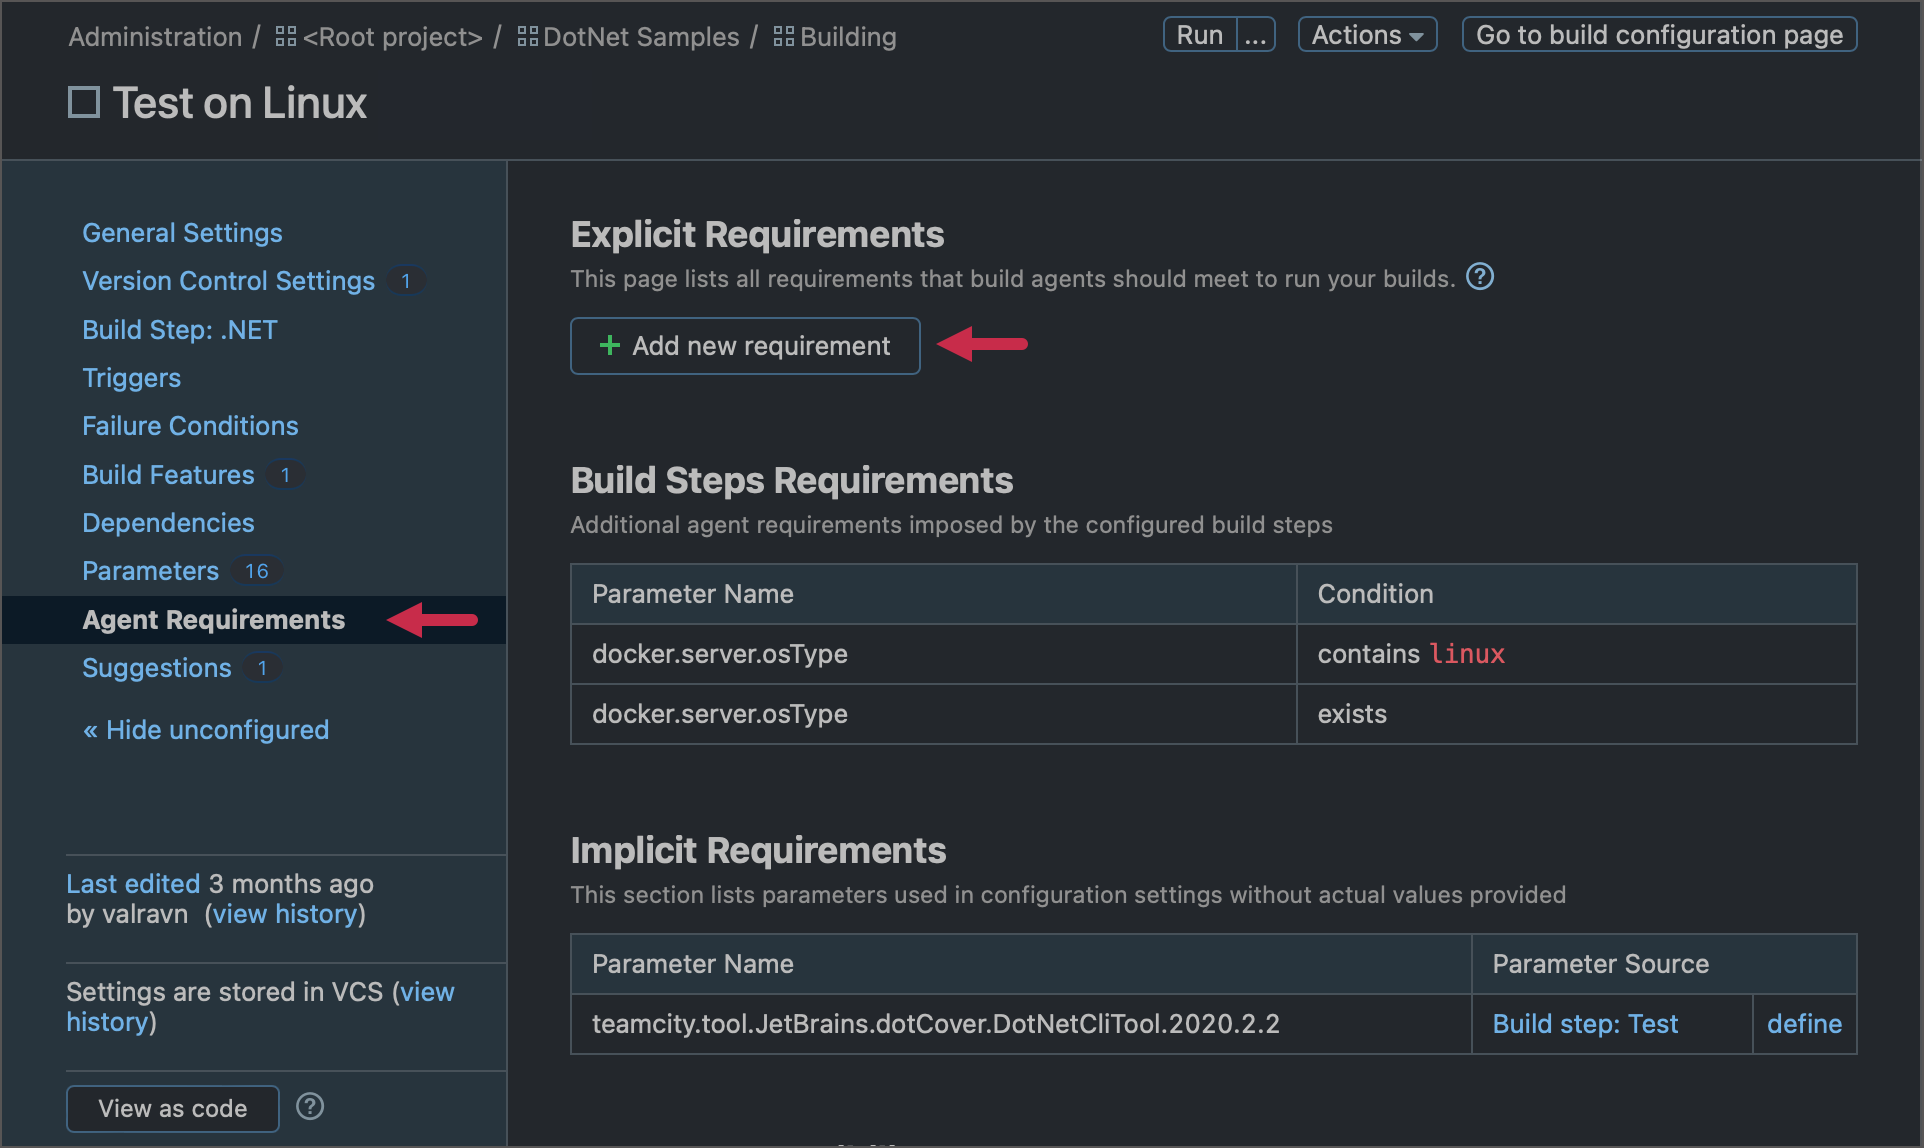 Administration / <Root project> / DotNet Samples / Building
Run ... Actions Go to build configuration page
Test on Linux
General Settings
Version Control Settings 1
Build Step: .NET
Triggers
Failure Conditions
Build Features 1
Dependencies
Parameters 16
Agent Requirements
Suggestions 1
« Hide unconfigured
Last edited 3 months ago
by valravn (view history)
Settings are stored in VCS (view
history)
View as code ?
Explicit Requirements
This page lists all requirements that build agents should meet to run your builds. ?
+ Add new requirement
Build Steps Requirements
Additional agent requirements imposed by the configured build steps
Parameter Name Condition
docker.server.osType contains linux
docker.server.osType exists
Implicit Requirements
This section lists parameters used in configuration settings without actual values provided
Parameter Name Parameter Source
teamcity.tool.JetBrains.dotCover.DotNetCliTool.2020.2.2 Build step: Test define